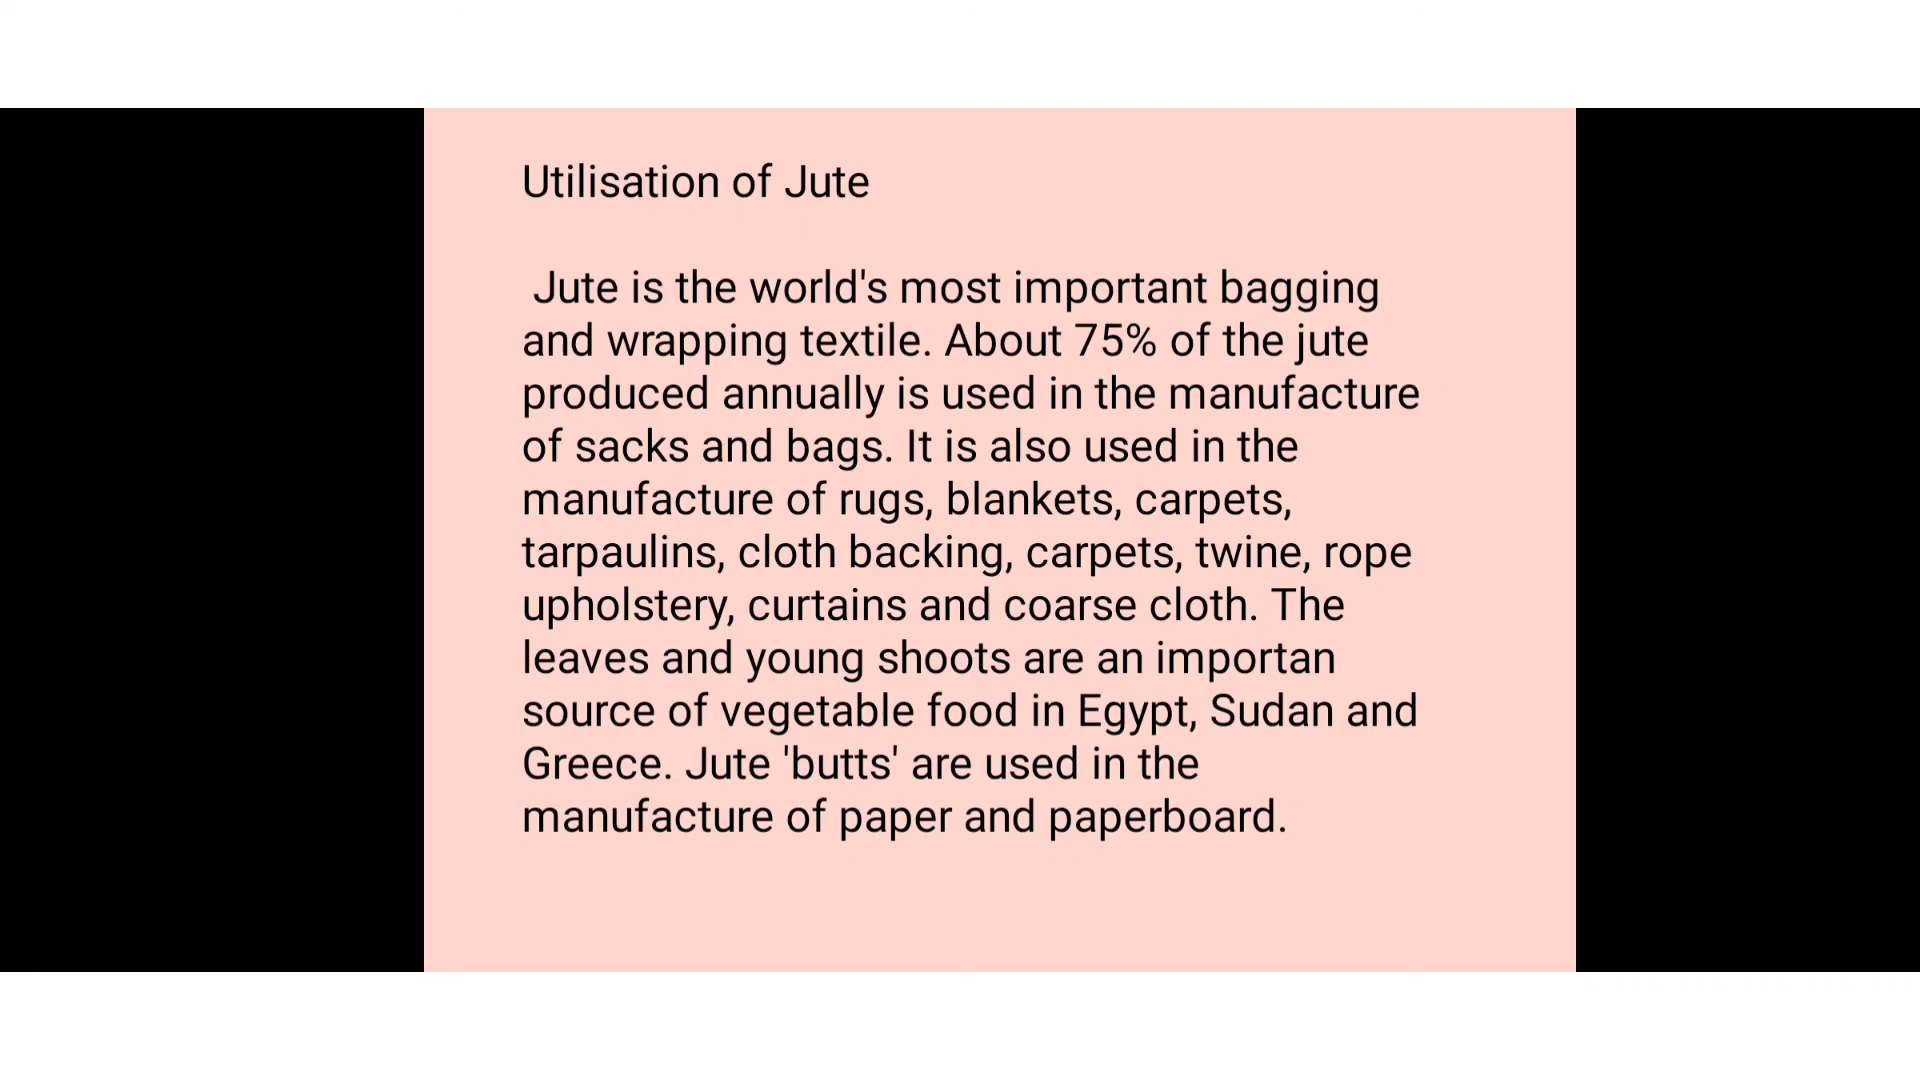 Utilisation of Jute
Jute is the world's most important bagging
and wrapping textile. About 75% of the jute
produced annually is used in the manufacture
of sacks and bags. It is also used in the
manufacture of rugs, blankets, carpets,
tarpaulins, cloth backing, carpets, twine, rope
upholstery, curtains and coarse cloth. The
leaves and young shoots are an importan
source of vegetable food in Egypt, Sudan and
Greece. Jute 'butts' are used in the
manufacture of paper and paperboard.